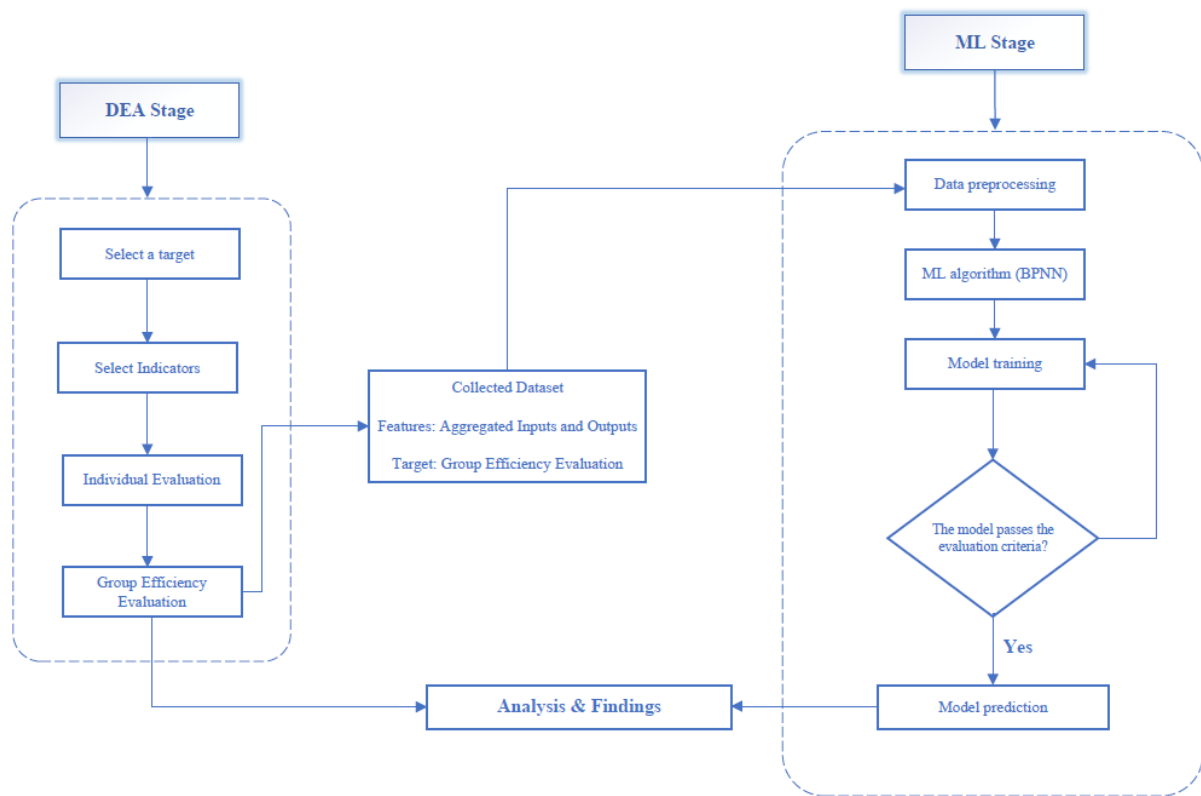 DEA Stage
Select a target
Select Indicators
Individual Evaluation
Group Efficiency
Evaluation
Collected Dataset
Features: Aggregated Inputs and Outputs
Target: Group Efficiency Evaluation
ML Stage
Data preprocessing
ML algorithm (BPNN)
Model training
The model passes the
evaluation criteria?
Yes
Model prediction
Analysis & Findings